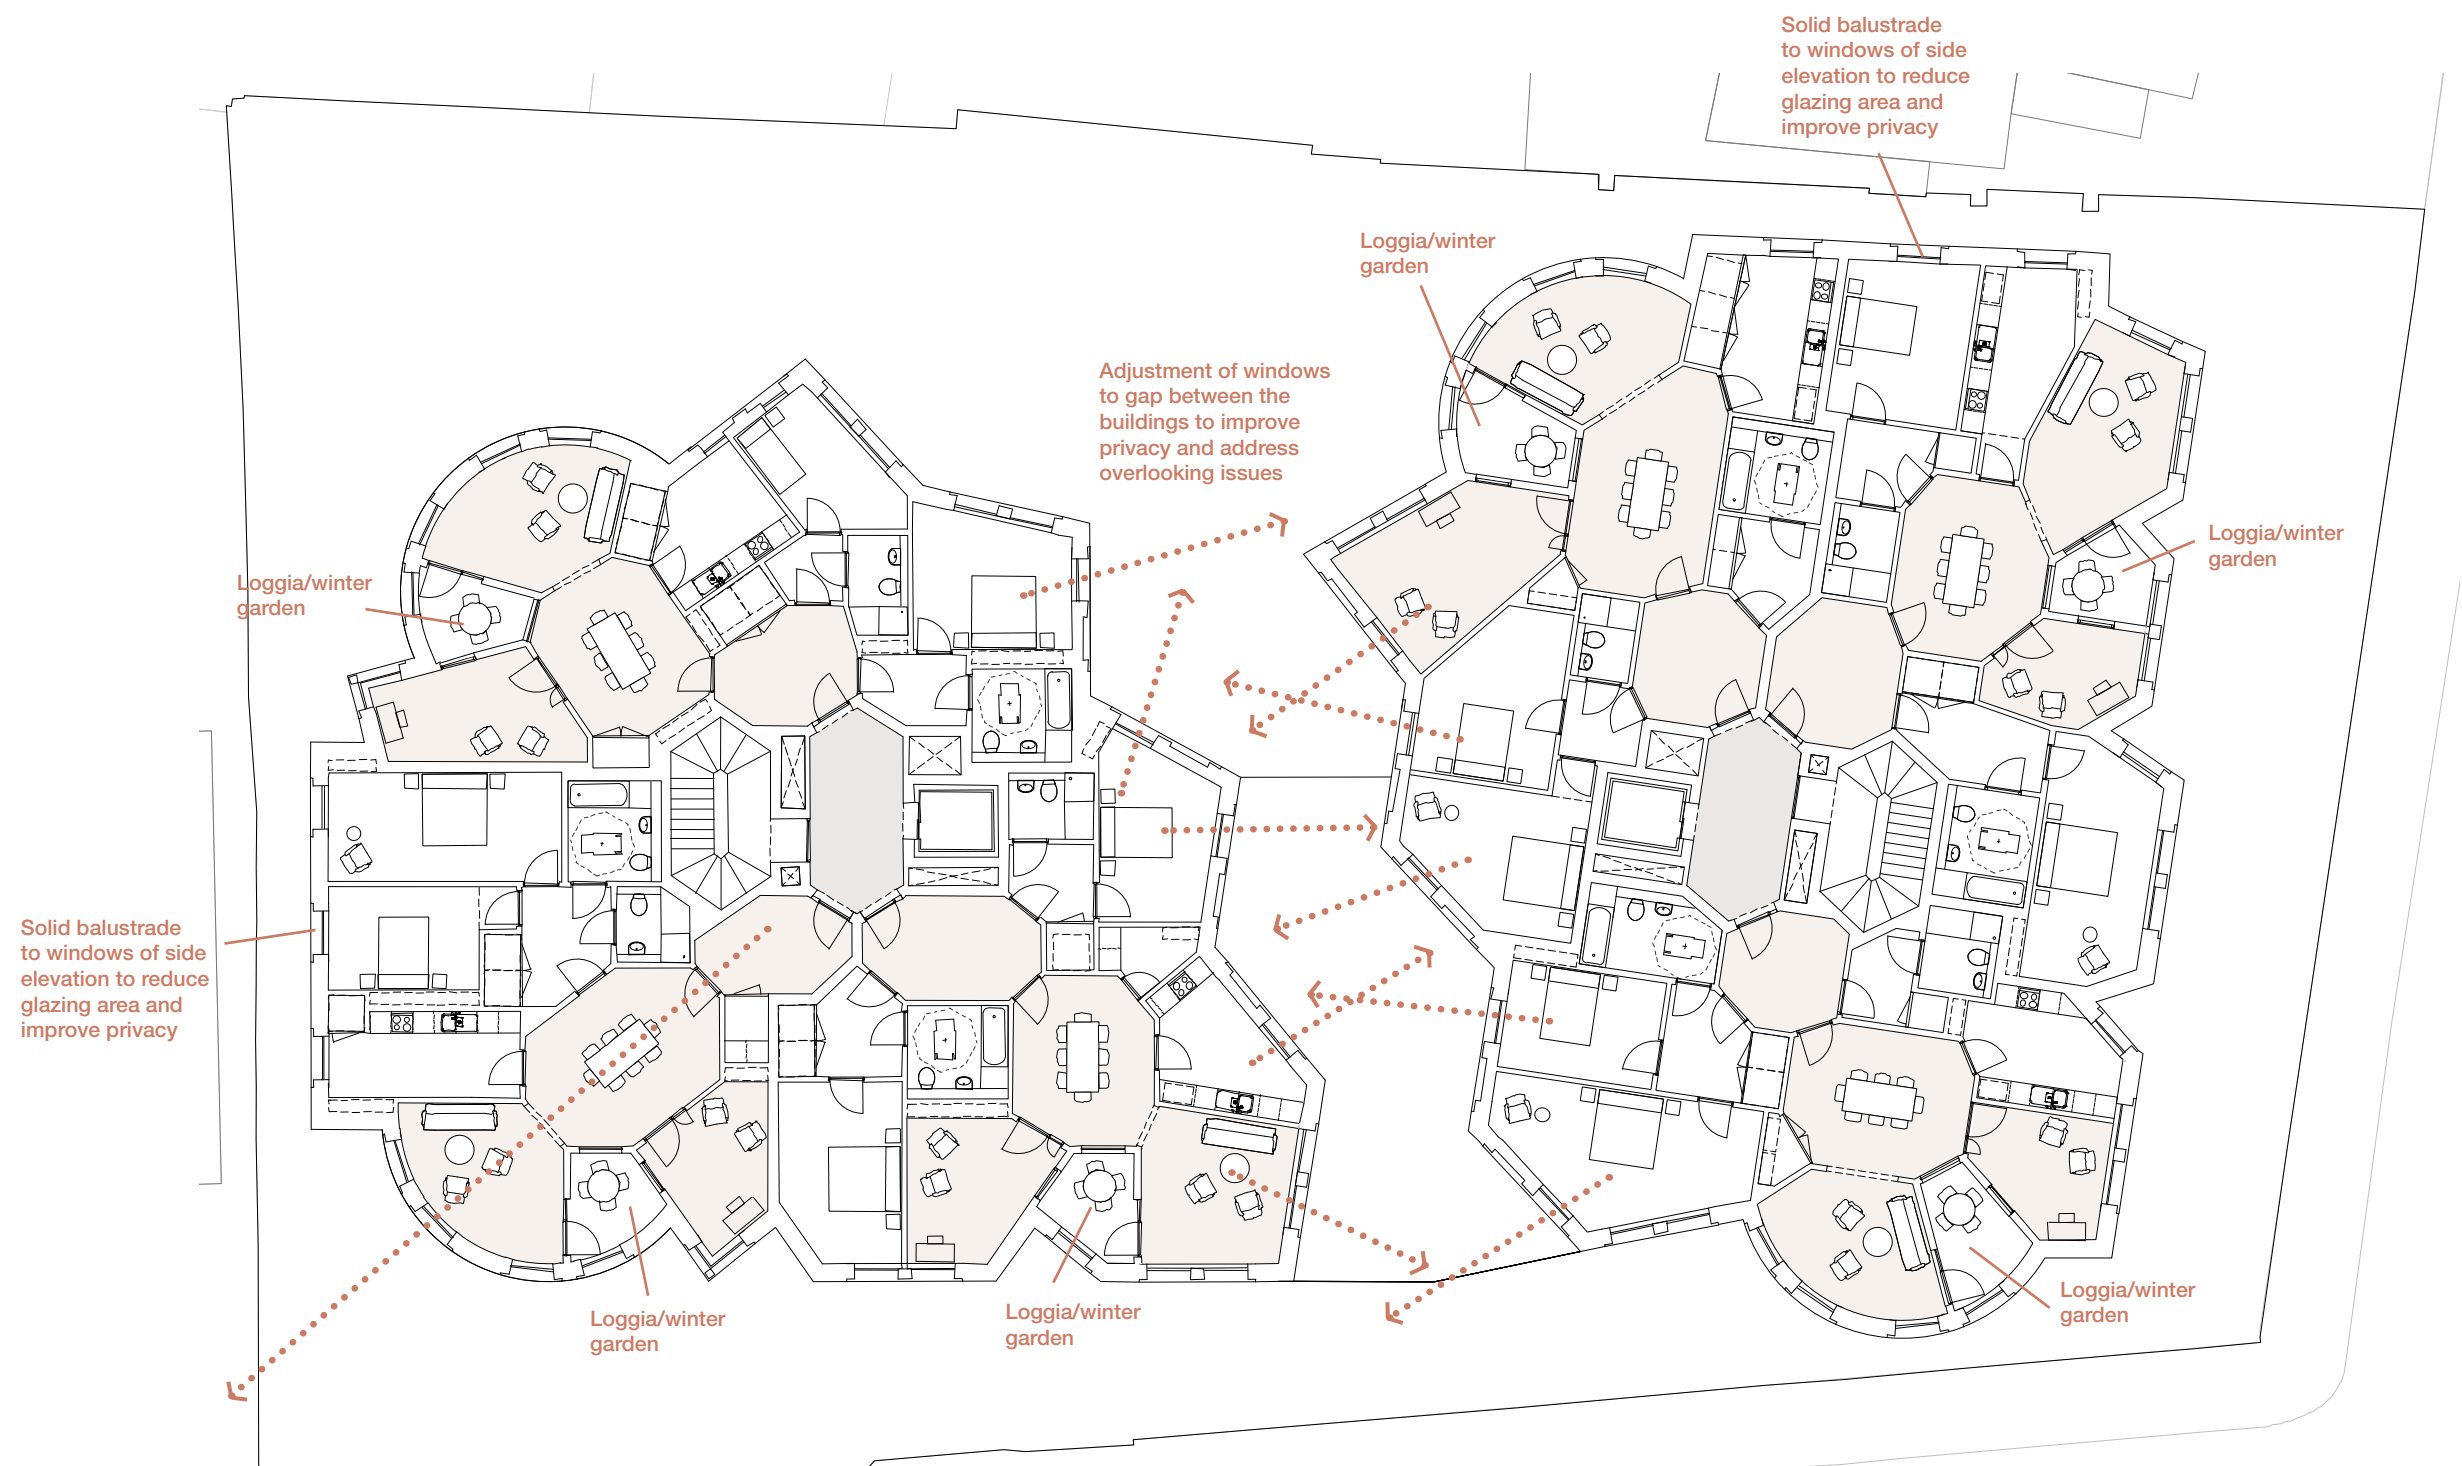 Solid balustrade
to windows of side
elevation to reduce
glazing area and
improve privacy
Loggia/winter
garden
Adjustment of windows
to gap between the
buildings to improve
privacy and address
overlooking issues
Loggia/winter
garden
Loggia/winter
garden
Solid balustrade
to windows of side
elevation to reduce
glazing area and
improve privacy
Loggia/winter
garden
Loggia/winter
garden
Loggia/winter
garden